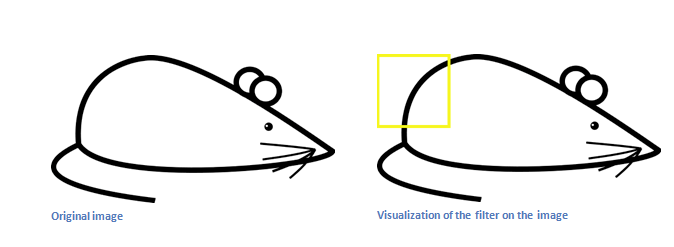 Original image
Visualization of the filter on the image